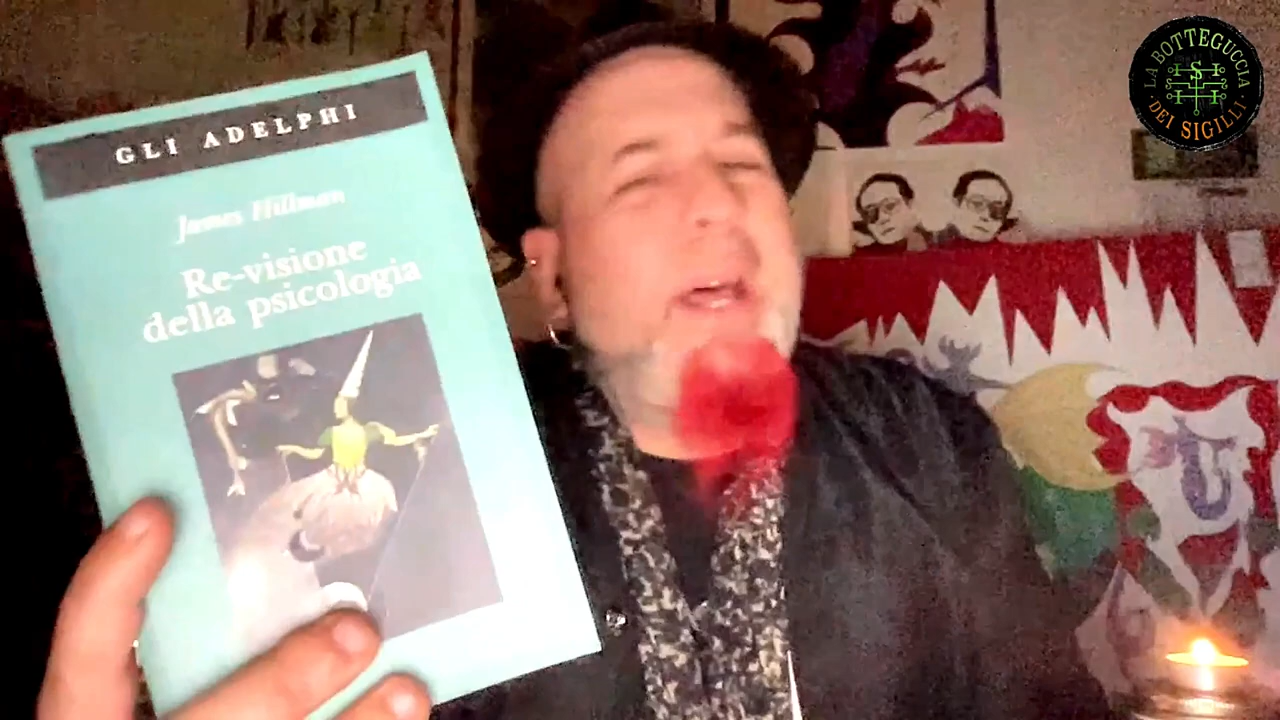 GLI ADELPHI
James Hillman
Re-visione
della psicologia
LA BOTTEGUCCIA
DEI SIGILLI